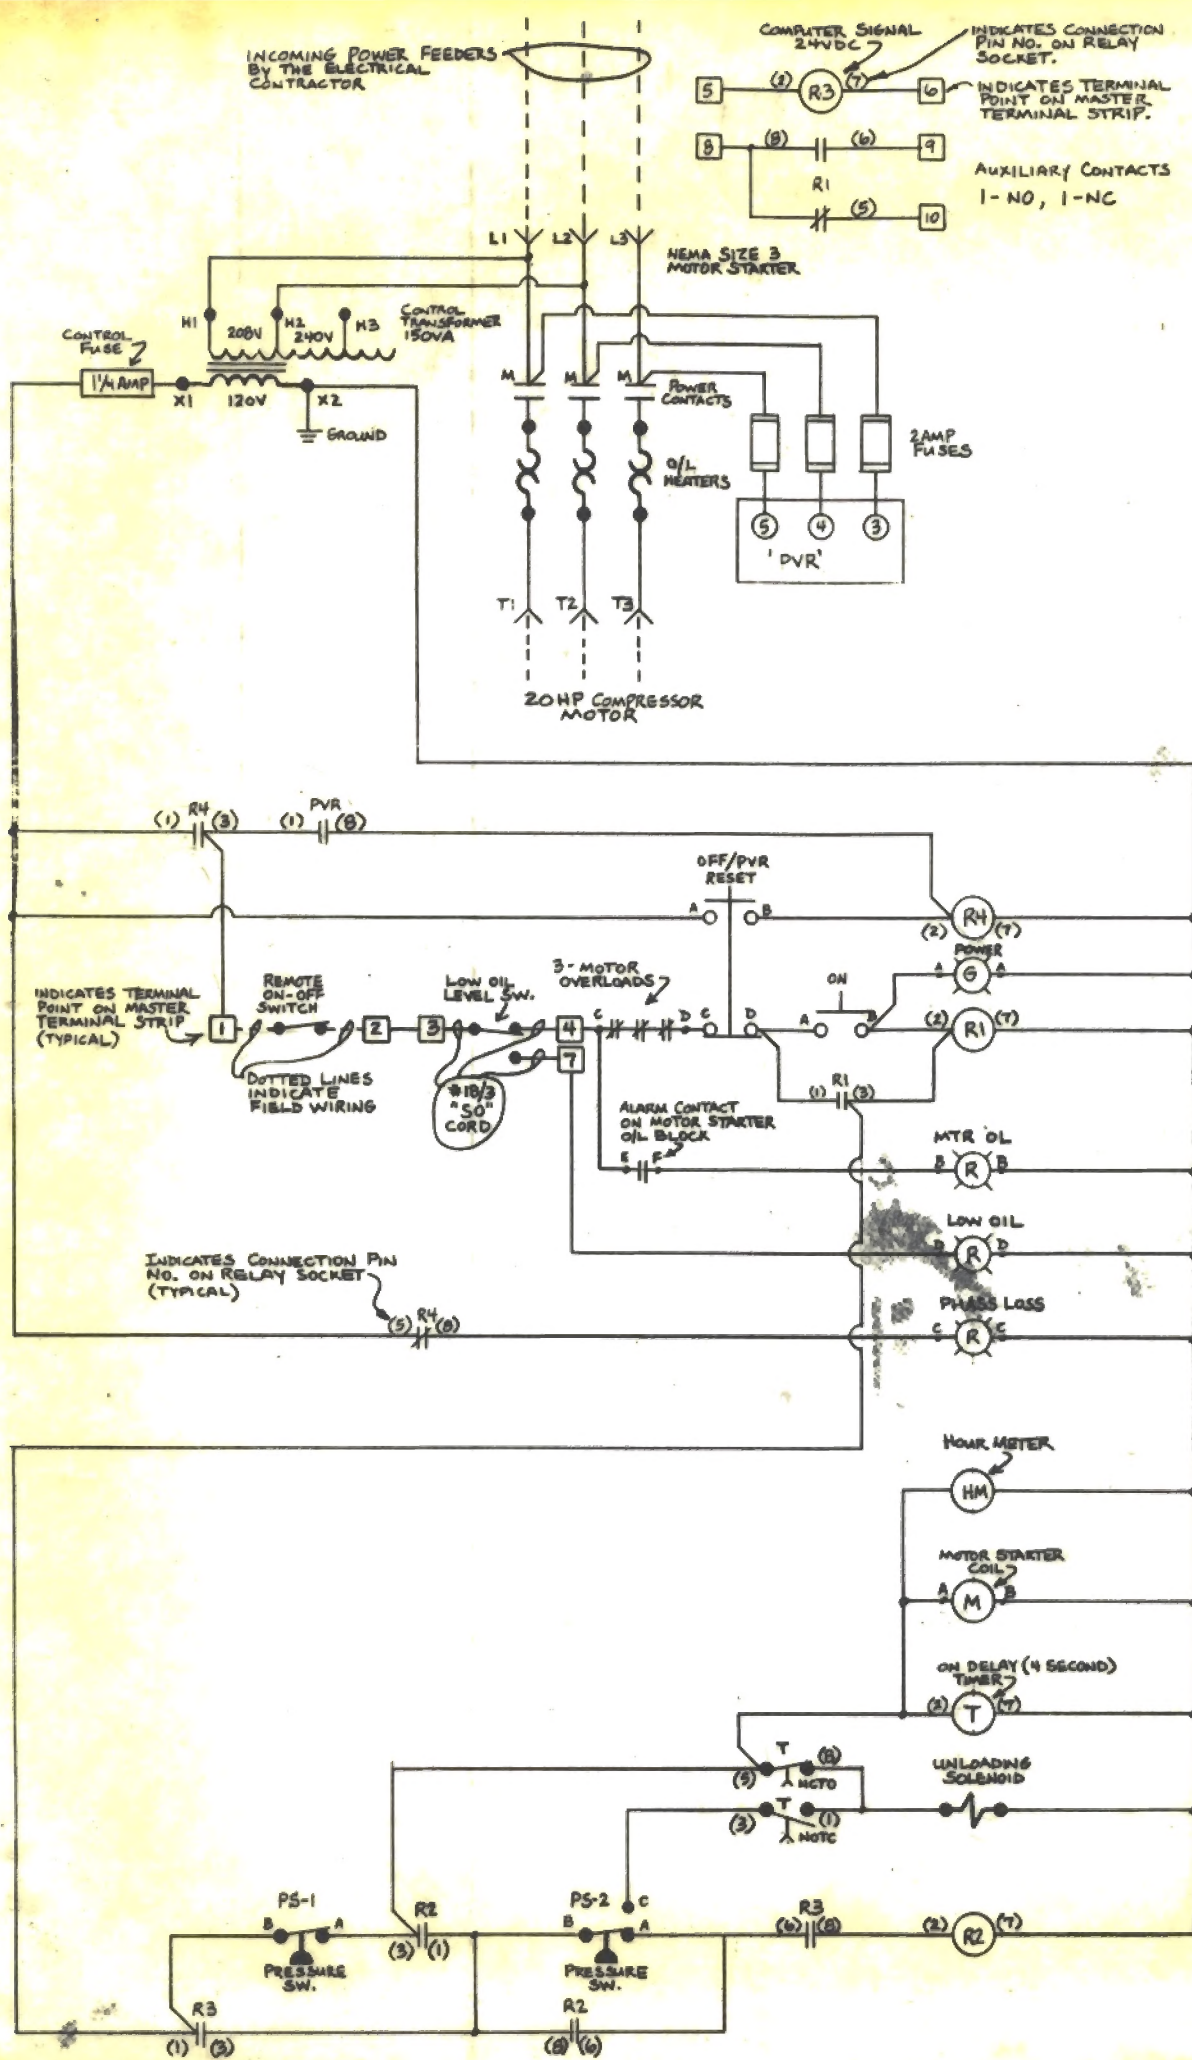 INCOMING POWER FEEDERS
BY THE ELECTRICAL
CONTRACTOR
COMPUTER SIGNAL
24VDC
INDICATES CONNECTION
PIN NO. ON RELAY
SOCKET.
5
(2)
R3
(7)
6
INDICATES TERMINAL
POINT ON MASTER
TERMINAL STRIP.
8
(8)
(6)
9
R1
(5)
10
AUXILIARY CONTACTS
1-NO, 1-NC
L1
L2
L3
NEMA SIZE 3
MOTOR STARTER
H1
208V
H2
240V
H3
CONTROL
TRANSFORMER
150VA
CONTROL
FUSE
1 1/4 AMP
X1
120V
X2
GROUND
M
M
M
POWER
CONTACTS
O/L
HEATERS
2AMP
FUSES
5
4
3
'PVR'
T1
T2
T3
20HP COMPRESSOR
MOTOR
(1)
R4
(3)
(1)
PVR
(8)
OFF/PVR
RESET
A
B
(2)
R4
(7)
POWER
A
G
A
INDICATES TERMINAL
POINT ON MASTER
TERMINAL STRIP
(TYPICAL)
1
REMOTE
ON-OFF
SWITCH
2
3
LOW OIL
LEVEL SW.
4
7
3-MOTOR
OVERLOADS
C
D
C
D
ON
A
B
(2)
R1
(7)
DOTTED LINES
INDICATE
FIELD WIRING
#18/3
"SO"
CORD
(1)
R1
(3)
ALARM CONTACT
ON MOTOR STARTER
O/L BLOCK
E
F
MTR OL
B
R
B
LOW OIL
D
R
D
INDICATES CONNECTION PIN
NO. ON RELAY SOCKET
(TYPICAL)
(5)
R4
(8)
PHASS LOSS
C
R
C
HOUR METER
HM
MOTOR STARTER
COIL
A
M
B
ON DELAY (4 SECOND)
TIMER
(2)
T
(7)
T
(5)
(8)
NCTO
T
(3)
(1)
NOTC
UNLOADING
SOLENOID
PS-1
B
A
PRESSURE
SW.
R2
(3)
(1)
PS-2
C
B
A
PRESSURE
SW.
R3
(6)
(8)
(2)
R2
(7)
R3
(1)
(3)
R2
(8)
(6)